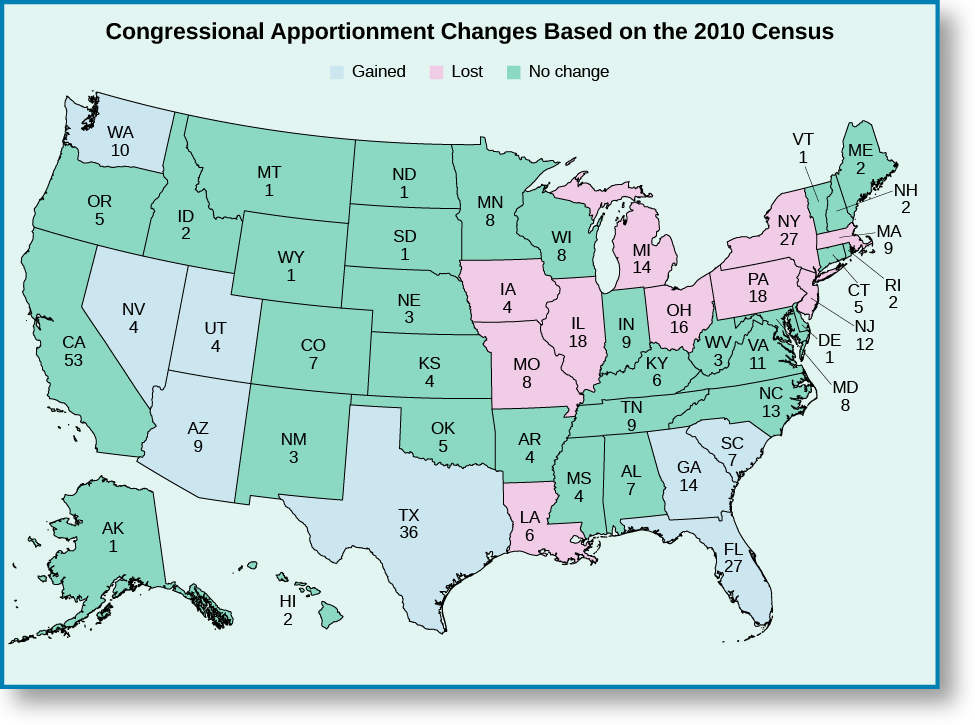 Congressional Apportionment Changes Based on the 2010 Census
Gained Lost No change
WA
10
OR
5
ID
2
MT
1
ND
1
MN
8
SD
1
WY
1
WI
8
MI
14
VT
1
ME
2
NH
2
NY
27
MA
9
RI
2
CT
5
NJ
12
PA
18
DE
1
MD
8
NV
4
UT
4
CA
53
CO
7
NE
3
IA
4
IL
18
IN
9
OH
16
WV
3
VA
11
KS
4
MO
8
KY
6
NC
13
TN
9
AZ
9
NM
3
OK
5
AR
4
SC
7
MS
4
AL
7
GA
14
TX
36
LA
6
FL
27
AK
1
HI
2